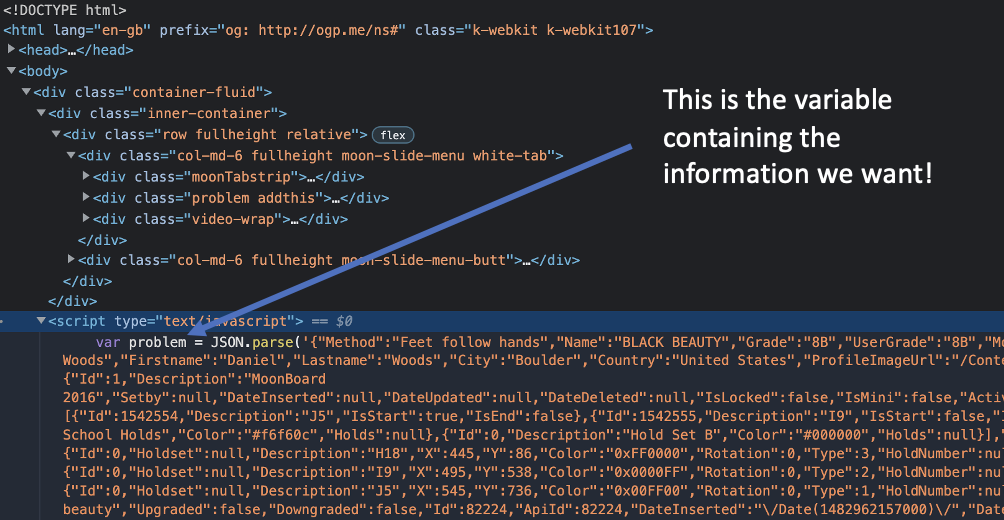 <!DOCTYPE html>
<html lang="en-gb" prefix="og: http://ogp.me/ns#" class="k-webkit k-webkit107">
<head>…</head>
<body>
<div class="container-fluid">
<div class="inner-container">
<div class="row fullheight relative"> flex
<div class="col-md-6 fullheight moon-slide-menu white-tab">
<div class="moonTabstrip">…</div>
<div class="problem addthis">…</div>
<div class="video-wrap">…</div>
</div>
<div class="col-md-6 fullheight moon-slide-menu-butt">…</div>
</div>
</div>
<script type="text/javascript"> == $0
var problem = JSON.parse('{"Method":"Feet follow hands","Name":"BLACK BEAUTY","Grade":"8B","UserGrade":"8B","Mo
Woods","Firstname":"Daniel","Lastname":"Woods","City":"Boulder","Country":"United States","ProfileImageUrl":"/Conte
{"Id":1,"Description":"MoonBoard
2016","Setby":null,"DateInserted":null,"DateUpdated":null,"DateDeleted":null,"IsLocked":false,"IsMini":false,"Activ
[{"Id":1542554,"Description":"J5","IsStart":true,"IsEnd":false},{"Id":1542555,"Description":"I9","IsStart":false,"I
School Holds","Color":"#f6f60c","Holds":null},{"Id":0,"Description":"Hold Set B","Color":"#000000","Holds":null}],"
{"Id":0,"Holdset":null,"Description":"H18","X":445,"Y":86,"Color":"0xFF0000","Rotation":0,"Type":3,"HoldNumber":nul
{"Id":0,"Holdset":null,"Description":"I9","X":495,"Y":538,"Color":"0x0000FF","Rotation":0,"Type":2,"HoldNumber":nul
{"Id":0,"Holdset":null,"Description":"J5","X":545,"Y":736,"Color":"0x00FF00","Rotation":0,"Type":1,"HoldNumber":nul
beauty","Upgraded":false,"Downgraded":false,"Id":82224,"ApiId":82224,"DateInserted":"\/Date(1482962157000)\/","Date
This is the variable
containing the
information we want!